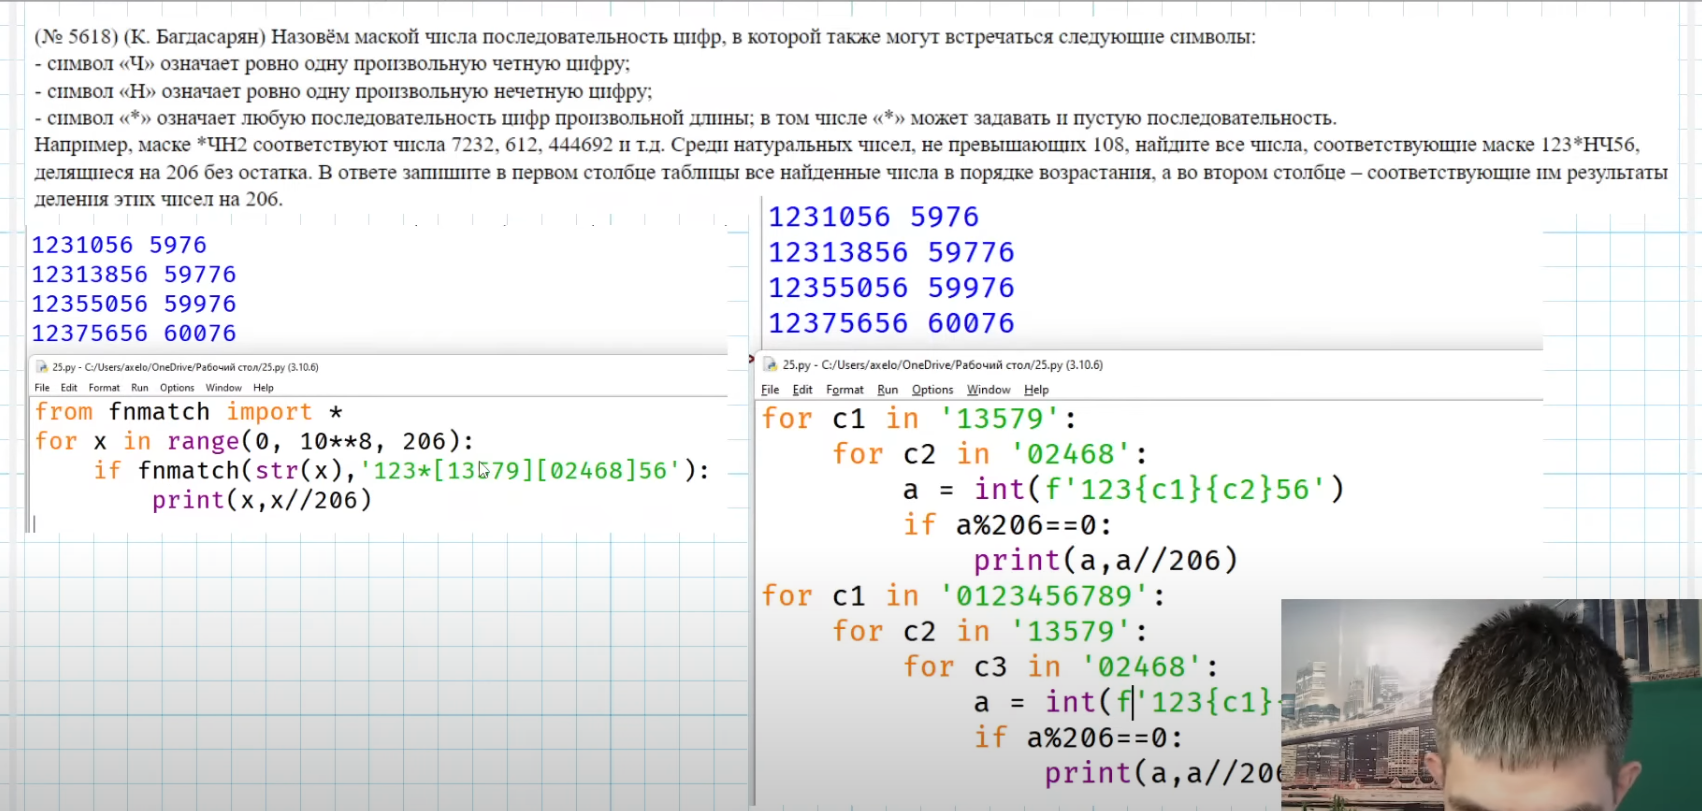 (№ 5618) (К. Багдасарян) Назовём маской числа последовательность цифр, в которой также могут встречаться следующие символы:
- символ «Ч» означает ровно одну произвольную четную цифру;
- символ «Н» означает ровно одну произвольную нечетную цифру;
- символ «*» означает любую последовательность цифр произвольной длины; в том числе «*» может задавать и пустую последовательность.
Например, маске *ЧН2 соответствуют числа 7232, 612, 444692 и т.д. Среди натуральных чисел, не превышающих 108, найдите все числа, соответствующие маске 123*НЧ56,
делящиеся на 206 без остатка. В ответе запишите в первом столбце таблицы все найденные числа в порядке возрастания, а во втором столбце – соответствующие им результаты
деления этих чисел на 206.
1231056 5976
12313856 59776
12355056 59976
12375656 60076
25.py - C:/Users/axelo/OneDrive/Рабочий стол/25.py (3.10.6)
File Edit Format Run Options Window Help
from fnmatch import *
for x in range(0, 10**8, 206):
if fnmatch(str(x),'123*[13579][02468]56'):
print(x,x//206)
1231056 5976
12313856 59776
12355056 59976
12375656 60076
25.py - C:/Users/axelo/OneDrive/Рабочий стол/25.py (3.10.6)
File Edit Format Run Options Window Help
for c1 in '13579':
for c2 in '02468':
a = int(f'123{c1}{c2}56')
if a%206==0:
print(a,a//206)
for c1 in '0123456789':
for c2 in '13579':
for c3 in '02468':
a = int(f'123{c1}
if a%206==0:
print(a,a//20